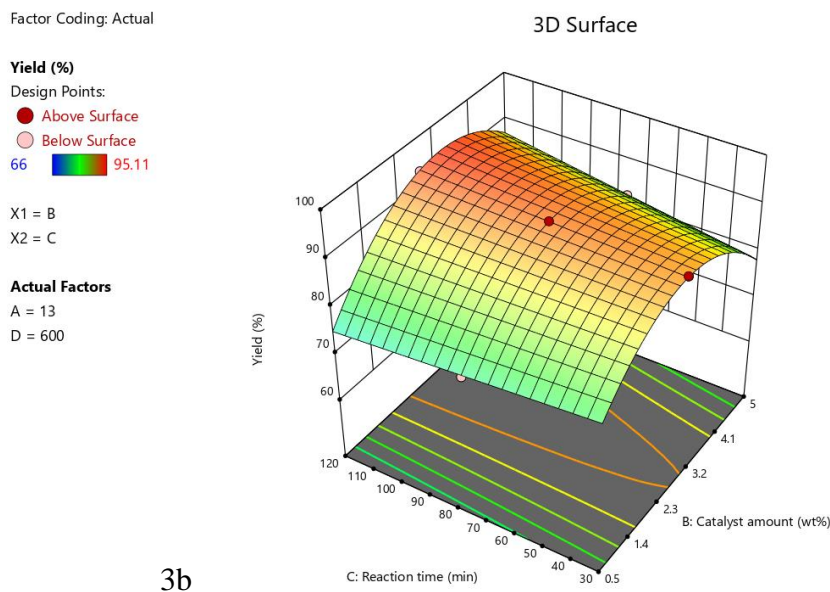 Factor Coding: Actual
3D Surface
Yield (%)
Design Points:
Above Surface
Below Surface
66 95.11
X1 = B
X2 = C
Actual Factors
A = 13
D = 600
Yield (%)
100
90
80
70
60
120
110
100
90
80
70
60
50
40
30
0.5
1.4
2.3
3.2
4.1
5
B: Catalyst amount (wt%)
C: Reaction time (min)
3b